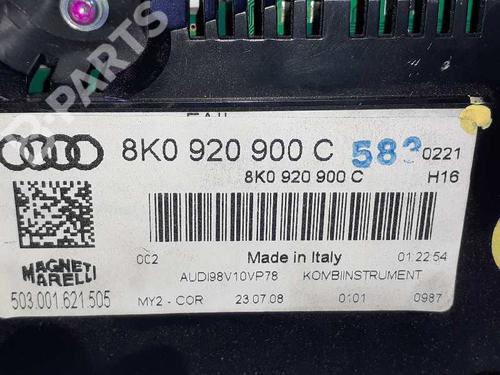 B-PARTS
8K0 920 900 C 583 0221
8K0 920 900 C H16
002 Made in Italy 01:22:54
AUDI98V10VP78 KOMBIINSTRUMENT
MAGNETI
MARELLI
503.001.621.505 MY2 - COR 23.07.08 0101 0987